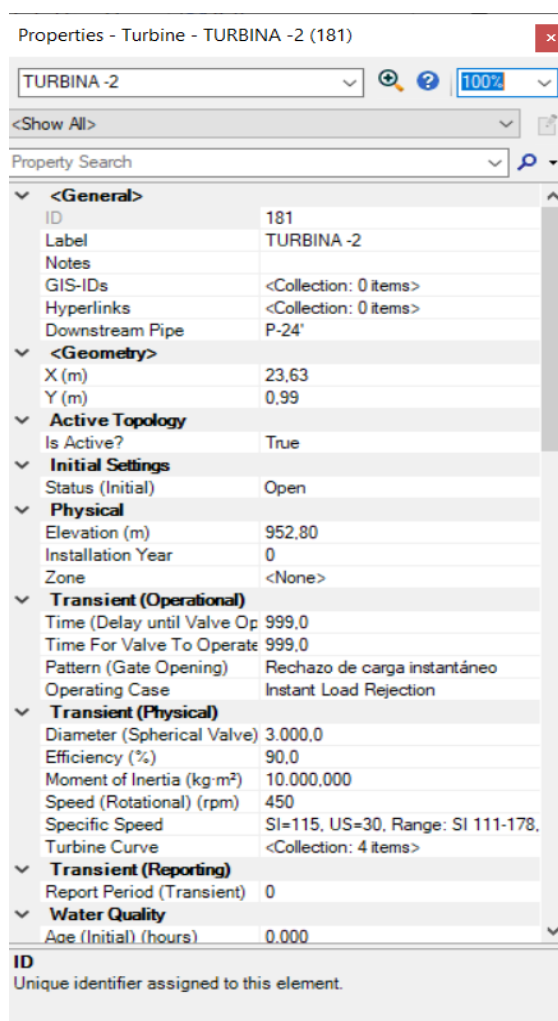 Properties - Turbine - TURBINA -2 (181)
TURBINA -2 100%
<Show All>
Property Search
<General>
ID 181
Label TURBINA -2
Notes
GIS-IDs <Collection: 0 items>
Hyperlinks <Collection: 0 items>
Downstream Pipe P-24'
<Geometry>
X (m) 23,63
Y (m) 0,99
Active Topology
Is Active? True
Initial Settings
Status (Initial) Open
Physical
Elevation (m) 952,80
Installation Year 0
Zone <None>
Transient (Operational)
Time (Delay until Valve Op 999,0
Time For Valve To Operate 999,0
Pattern (Gate Opening) Rechazo de carga instantáneo
Operating Case Instant Load Rejection
Transient (Physical)
Diameter (Spherical Valve) 3.000,0
Efficiency (%) 90,0
Moment of Inertia (kg·m²) 10.000,000
Speed (Rotational) (rpm) 450
Specific Speed SI=115, US=30, Range: SI 111-178,
Turbine Curve <Collection: 4 items>
Transient (Reporting)
Report Period (Transient) 0
Water Quality
Age (Initial) (hours) 0,000
ID
Unique identifier assigned to this element.